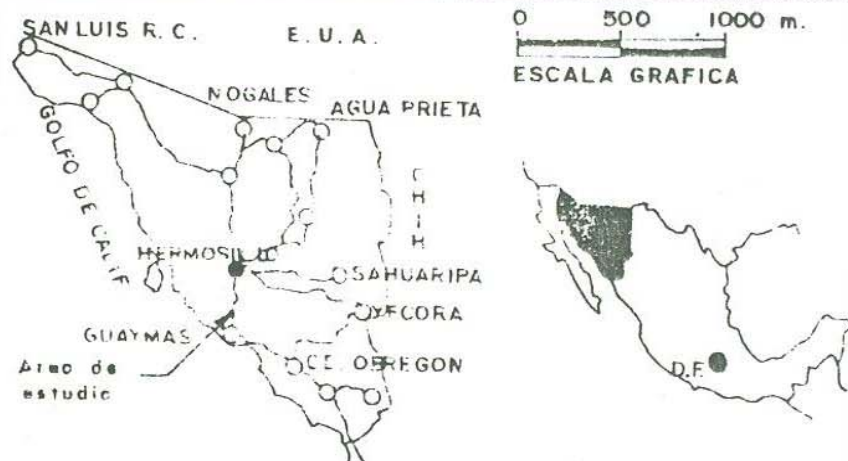 SAN LUIS R. C.
E. U. A.
0 500 1000 m.
ESCALA GRAFICA
NOGALES
AGUA PRIETA
GOLFO DE CALIF
CHIH
HERMOSILLO
SAHUARIPA
YECORA
GUAYMAS
CD. OBREGON
Area de
estudio
D.F.